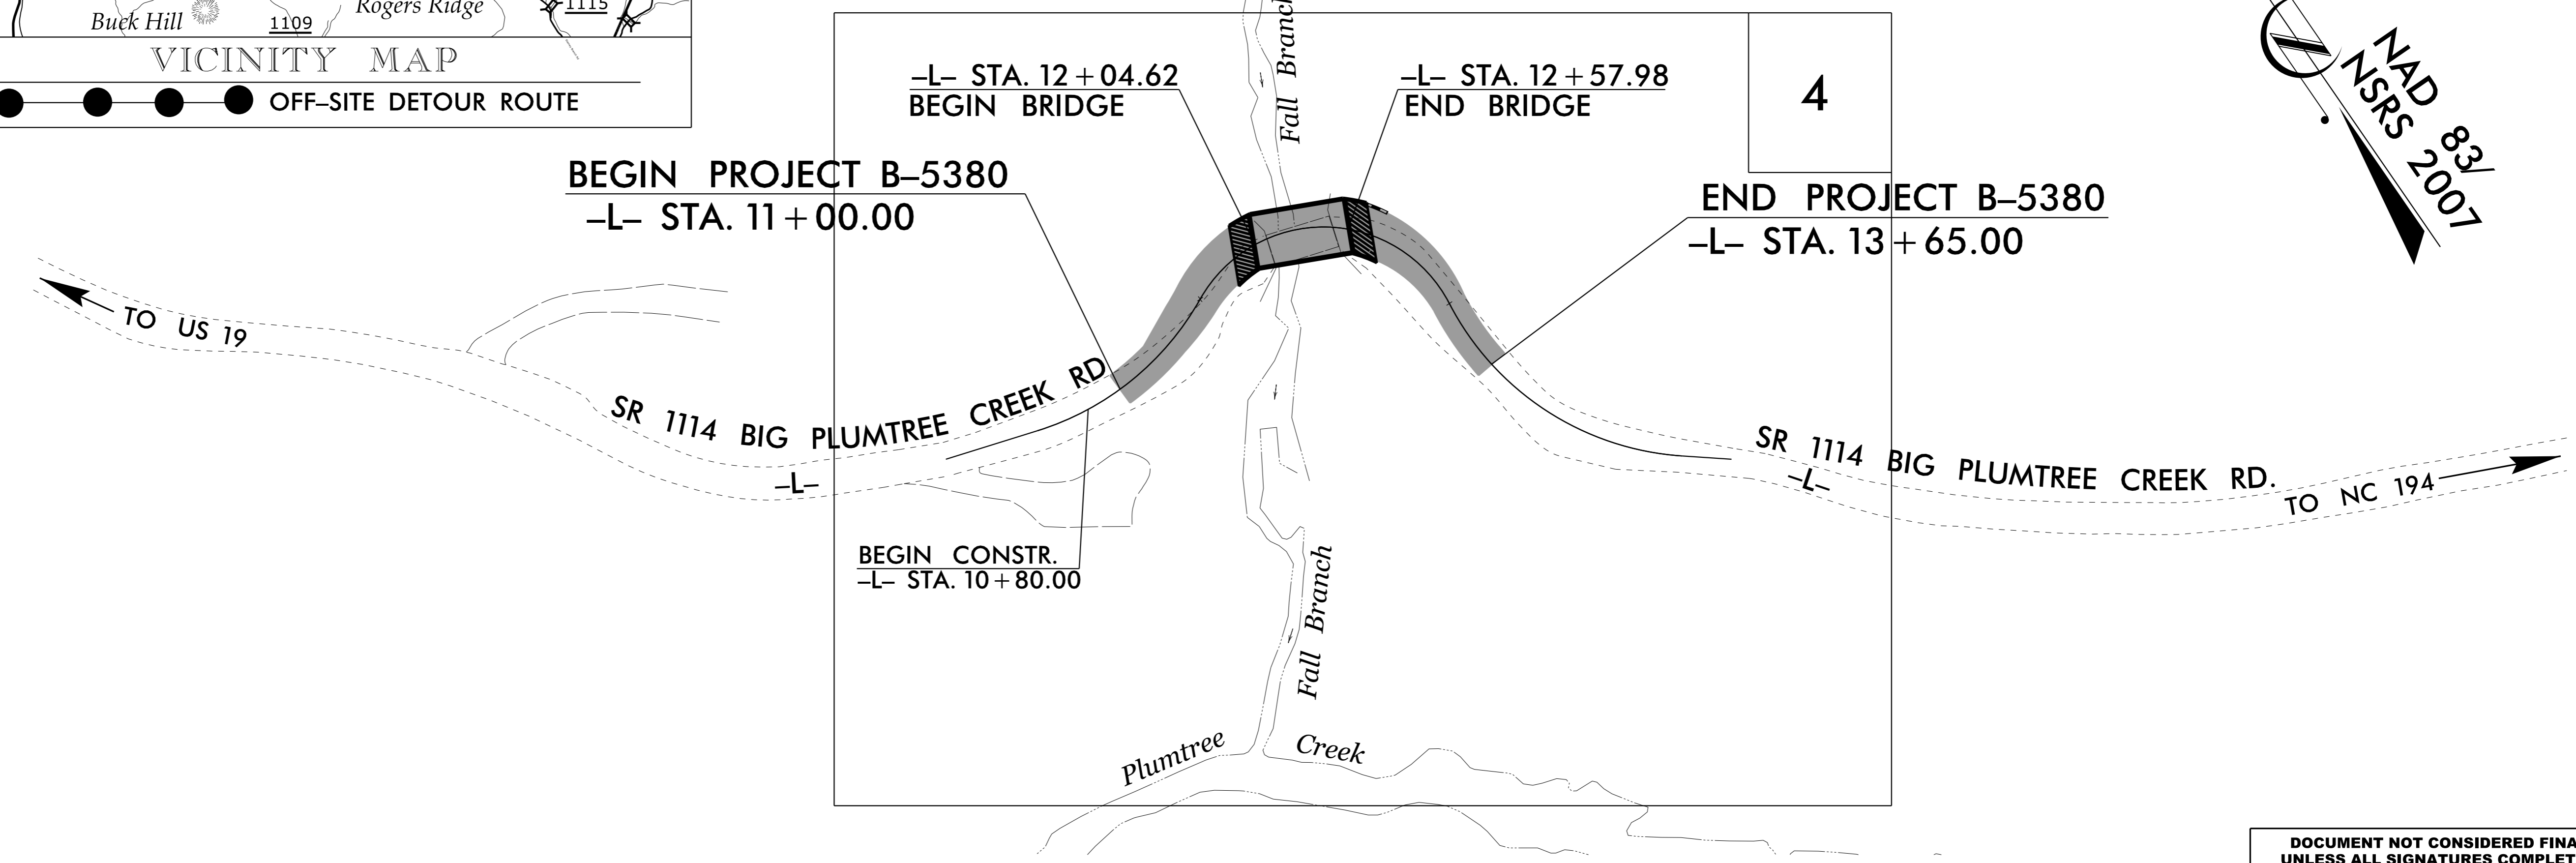 Buck Hill
1109
Rogers Ridge
1115
VICINITY MAP
OFF–SITE DETOUR ROUTE
–L– STA. 12+04.62
BEGIN BRIDGE
Fall Branch
–L– STA. 12+57.98
END BRIDGE
4
NAD 83/
NSRS 2007
BEGIN PROJECT B–5380
–L– STA. 11+00.00
END PROJECT B–5380
–L– STA. 13+65.00
TO US 19
SR 1114 BIG PLUMTREE CREEK RD
–L–
SR 1114 BIG PLUMTREE CREEK RD.
–L–
TO NC 194
BEGIN CONSTR.
–L– STA. 10+80.00
Fall Branch
Plumtree Creek
DOCUMENT NOT CONSIDERED FINA
UNLESS ALL SIGNATURES COMPLET